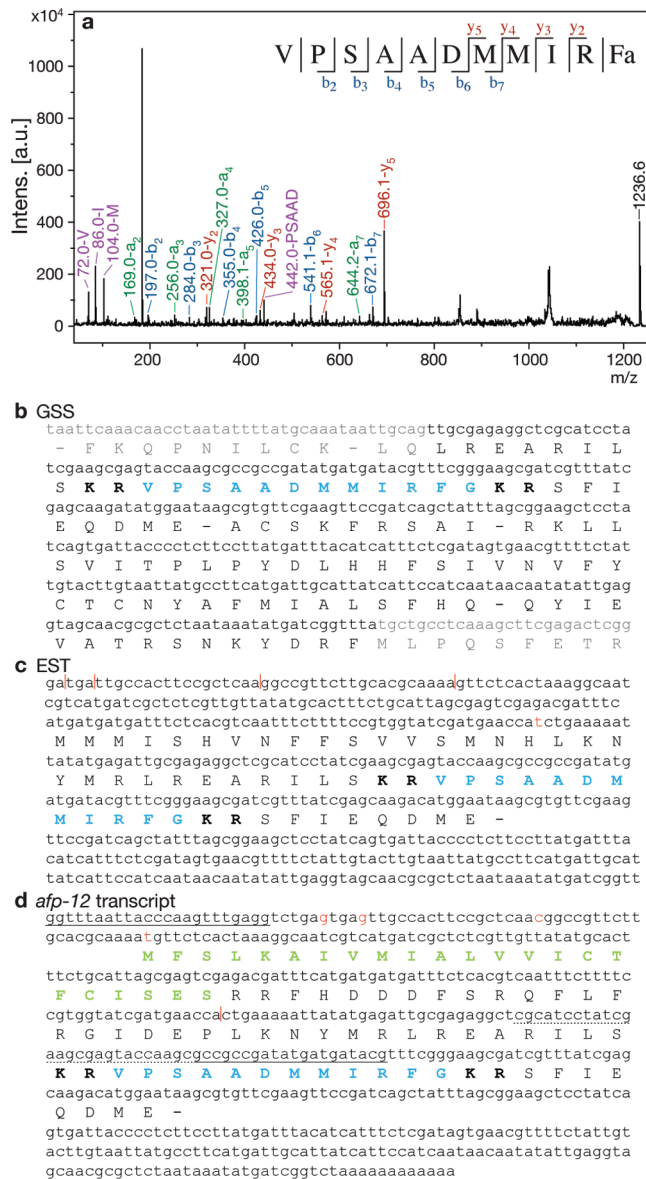 x10⁴
a
1000
800
600
400
200
0
Intens. [a.u.]
V P S A A D M M I R Fa
y₅ y₄ y₃ y₂
b₂ b₃ b₄ b₅ b₆ b₇
72.0-V
86.0-I
104.0-M
169.0-a₂
197.0-b₂
256.0-a₃
284.0-b₃
321.0-y₂
327.0-a₄
355.0-b₄
398.1-a₅
426.0-b₅
434.0-y₃
442.0-PSAAD
541.1-b₆
565.1-y₄
644.2-a₇
672.1-b₇
696.1-y₅
1236.6
200 400 600 800 1000 1200
m/z
b GSS
taattcaaacaacctaatattttatgcaaataattgcagttgcgagaggctcgcatccta
- F K Q P N I L C K - L Q L R E A R I L
tcgaagcgagtaccaagcgccgccgatatgatgatacgtttcgggaagcgatcgtttatc
S K R V P S A A D M M I R F G K R S F I
gagcaagatatggaataagcgtgttcgaagttccgatcagctatttagcggaagctccta
E Q D M E - A C S K F R S A I - R K L L
tcagtgattacccctcttccttatgatttacatcatttctcgatagtgaacgttttctat
S V I T P L P Y D L H H F S I V N V F Y
tgtacttgtaattatgccttcatgattgcattatcattccatcaataacaatatattgag
C T C N Y A F M I A L S F H Q - Q Y I E
gtagcaacgcgctctaataaatatgatcggtttatgctgcctcaaagcttcgagactcgg
V A T R S N K Y D R F M L P Q S F E T R
c EST
gatgattgccacttccgctcaaggccgttcttgcacgcaaaagttctcactaaaggcaat
cgtcatgatcgctctcgttgttatatgcactttctgcattagcgagtcgagacgatttc
atgatgatgatttctcacgtcaatttcttttccgtggtatcgatgaaccatctgaaaaat
M M M I S H V N F F S V V S M N H L K N
tatatgagattgcgagaggctcgcatcctatcgaagcgagtaccaagcgccgccgatatg
Y M R L R E A R I L S K R V P S A A D M
atgatacgtttcgggaagcgatcgtttatcgagcaagacatggaataagcgtgttcgaag
M I R F G K R S F I E Q D M E -
ttccgatcagctatttagcggaagctcctatcagtgattacccctcttccttatgattac
atcatttctcgatagtgaacgttttctattgtacttgtaattatgccttcatgattgcat
tatcattccatcaataacaatatattgaggtagcaacgcgctctaataaatatgatcggtt
d afp-12 transcript
ggtttaattacccaagtttgaggtctgagtgagttgccacttccgctcaacggccgttctt
gcacgcaaaatgttctcactaaaggcaatcgtcatgatcgctctcgttgttatatgcact
M F S L K A I V M I A L V V I C T
ttctgcattagcgagtcgagacgatttcatgatgatgatttctcacgtcaatttcttttc
F C I S E S R R F H D D D F S R Q F L F
cgtggtatcgatgaaccactgaaaaattatatgagattgcgagaggctcgcatcctatcg
R G I D E P L K N Y M R L R E A R I L S
aagcgagtaccaagcgccgccgatatgatgatacgtttcgggaagcgatcgtttatcgag
K R V P S A A D M M I R F G K R S F I E
caagacatggaataagcgtgttcgaagttccgatcagctatttagcggaagctcctatca
Q D M E -
gtgattacccctcttccttatgatttacatcatttctcgatagtgaacgttttctattgt
acttgtaattatgccttcatgattgcattatcattccatcaataacaatatattgaggta
gcaacgcgctctaataaatatgatcggtctaaaaaaaaaaaa